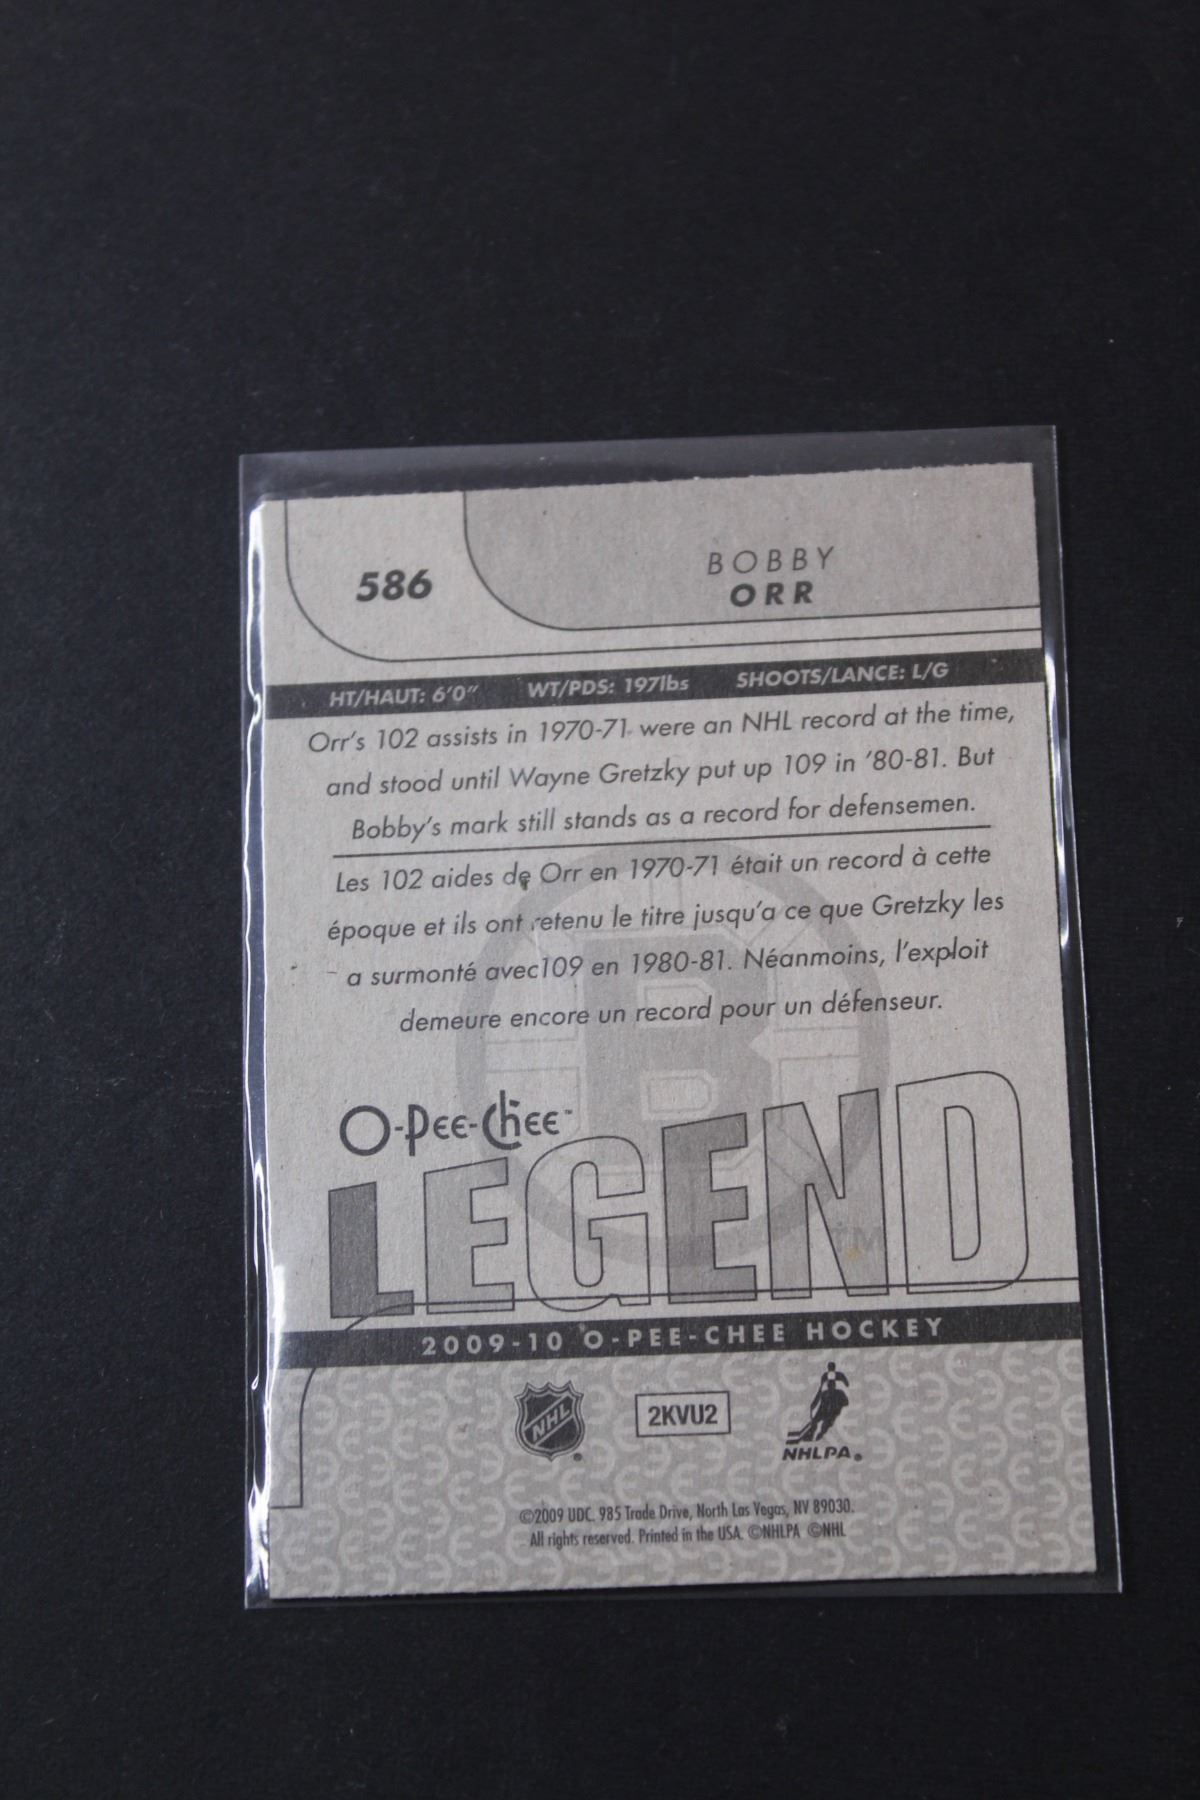 586
BOBBY
ORR
HT/HAUT: 6'0" WT/PDS: 197lbs SHOOTS/LANCE: L/G
Orr's 102 assists in 1970-71 were an NHL record at the time,
and stood until Wayne Gretzky put up 109 in '80-81. But
Bobby's mark still stands as a record for defensemen.
Les 102 aides de Orr en 1970-71 était un record à cette
époque et ils ont retenu le titre jusqu'a ce que Gretzky les
a surmonté avec109 en 1980-81. Néanmoins, l'exploit
demeure encore un record pour un défenseur.
B
O-Pee-Chee™
LEGEND
TM
2009-10 O-PEE-CHEE HOCKEY
NHL®
2KVU2
NHLPA®
©2009 UDC. 985 Trade Drive, North Las Vegas, NV 89030.
All rights reserved. Printed in the USA. ©NHLPA ©NHL